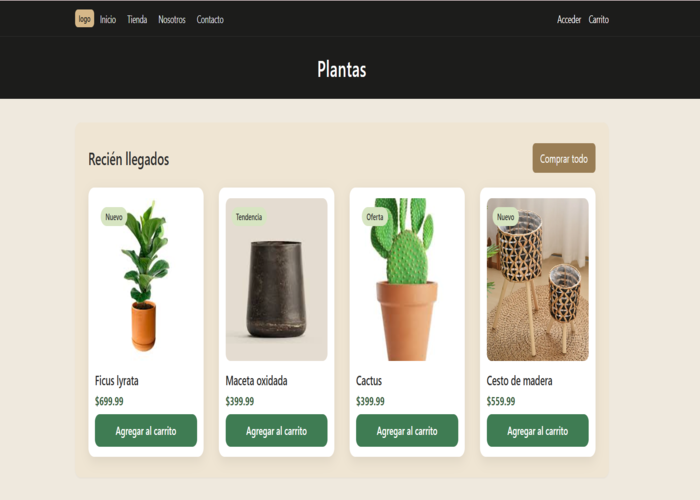 logo Inicio Tienda Nosotros Contacto Acceder Carrito
Plantas
Recién llegados Comprar todo
Nuevo Tendencia Oferta Nuevo
Ficus lyrata Maceta oxidada Cactus Cesto de madera
$699.99 $399.99 $399.99 $559.99
Agregar al carrito Agregar al carrito Agregar al carrito Agregar al carrito